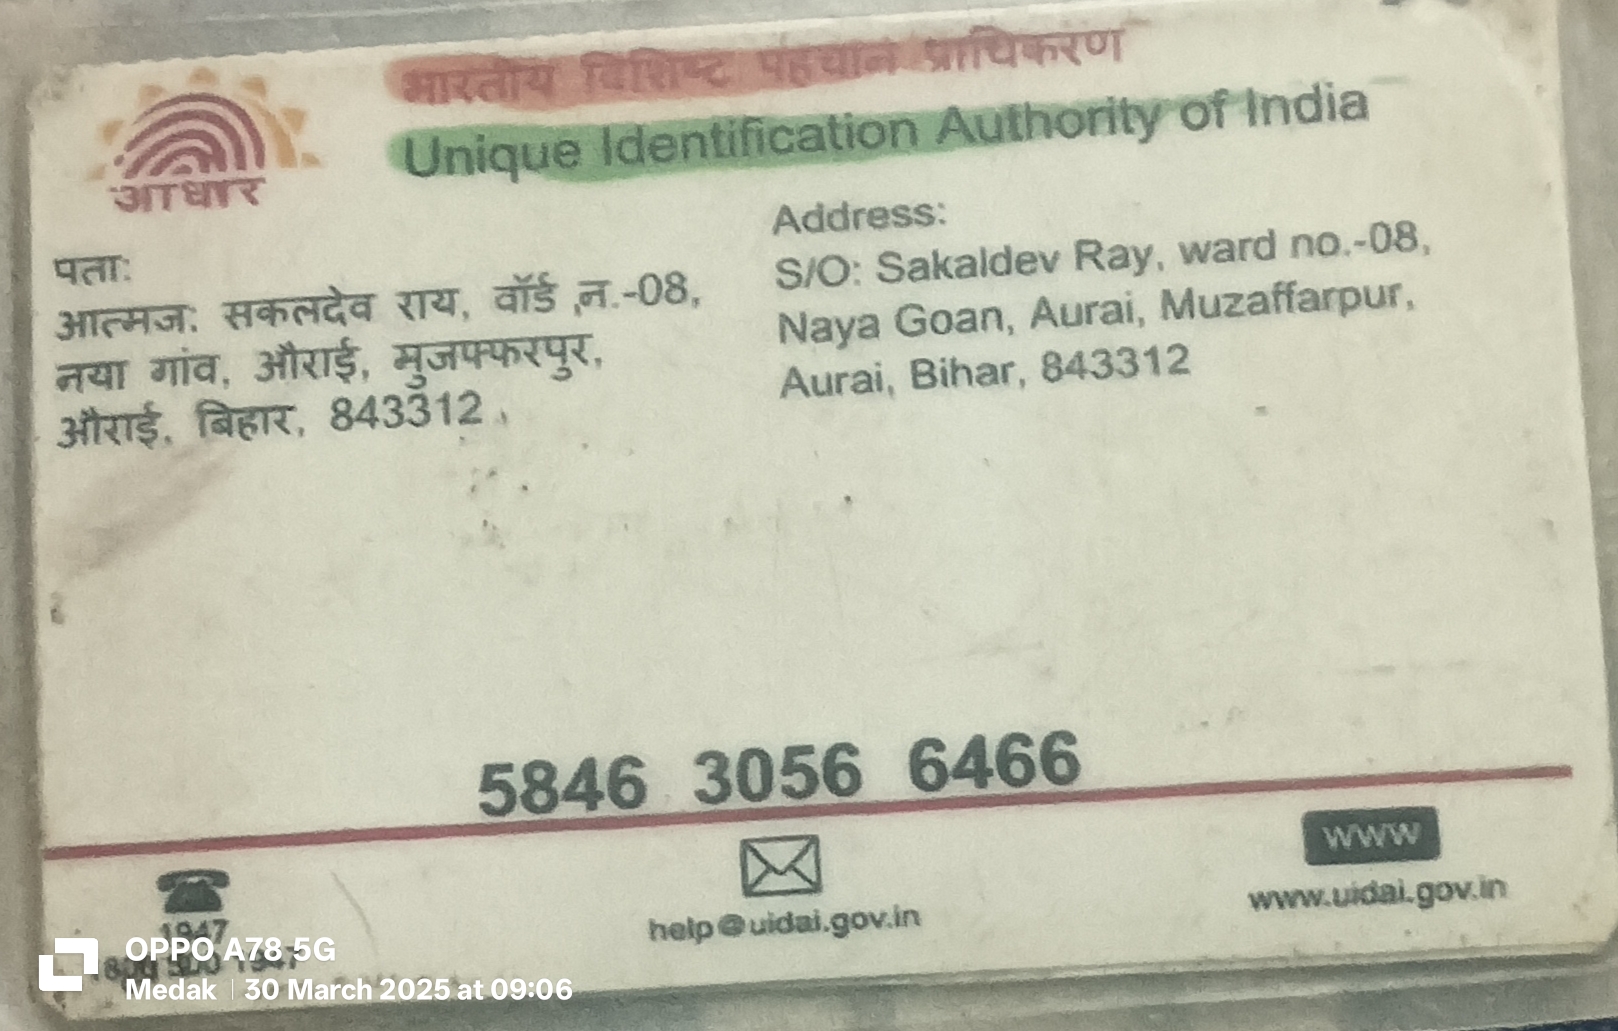 भारतीय विशिष्ट पहचान प्राधिकरण
Unique Identification Authority of India
आधार
पता:
आत्मज: सकलदेव राय, वॉर्ड ,न.-08,
नया गांव, औराई, मुजफ्फरपुर,
औराई, बिहार, 843312 ,
Address:
S/O: Sakaldev Ray, ward no.-08,
Naya Goan, Aurai, Muzaffarpur,
Aurai, Bihar, 843312
5846 3056 6466
1947
help@uidai.gov.in
WWW
www.uidai.gov.in
OPPO A78 5G
Medak | 30 March 2025 at 09:06